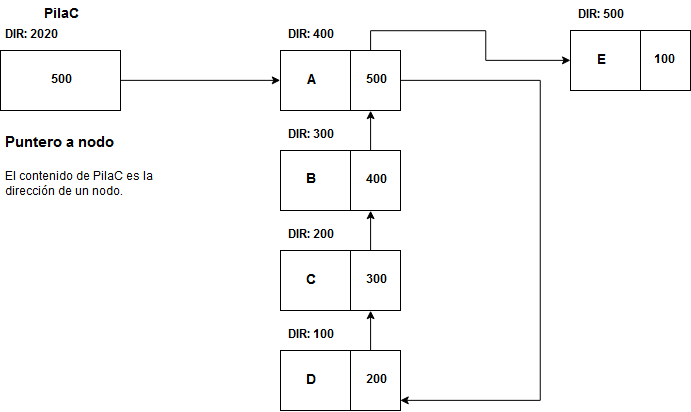 PilaC
DIR: 2020
500
Puntero a nodo
El contenido de PilaC es la
dirección de un nodo.
DIR: 400
A
500
DIR: 300
B
400
DIR: 200
C
300
DIR: 100
D
200
DIR: 500
E
100